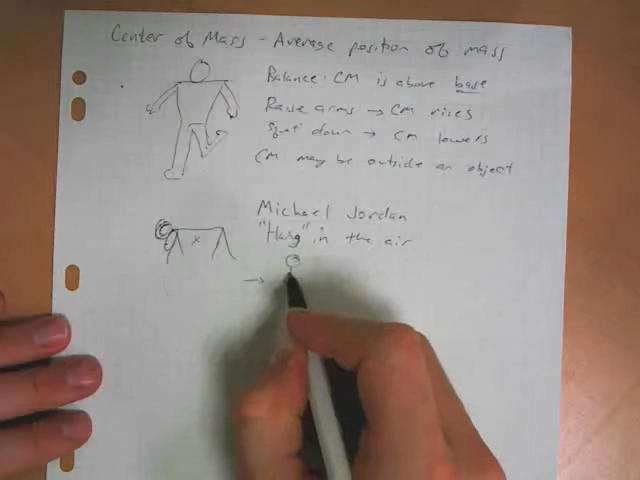 Center of Mass - Average position of mass
Balance: CM is above base
Raise arms → CM rises
Squat down → CM lowers
CM may be outside an object
Michael Jordan
"Hang" in the air